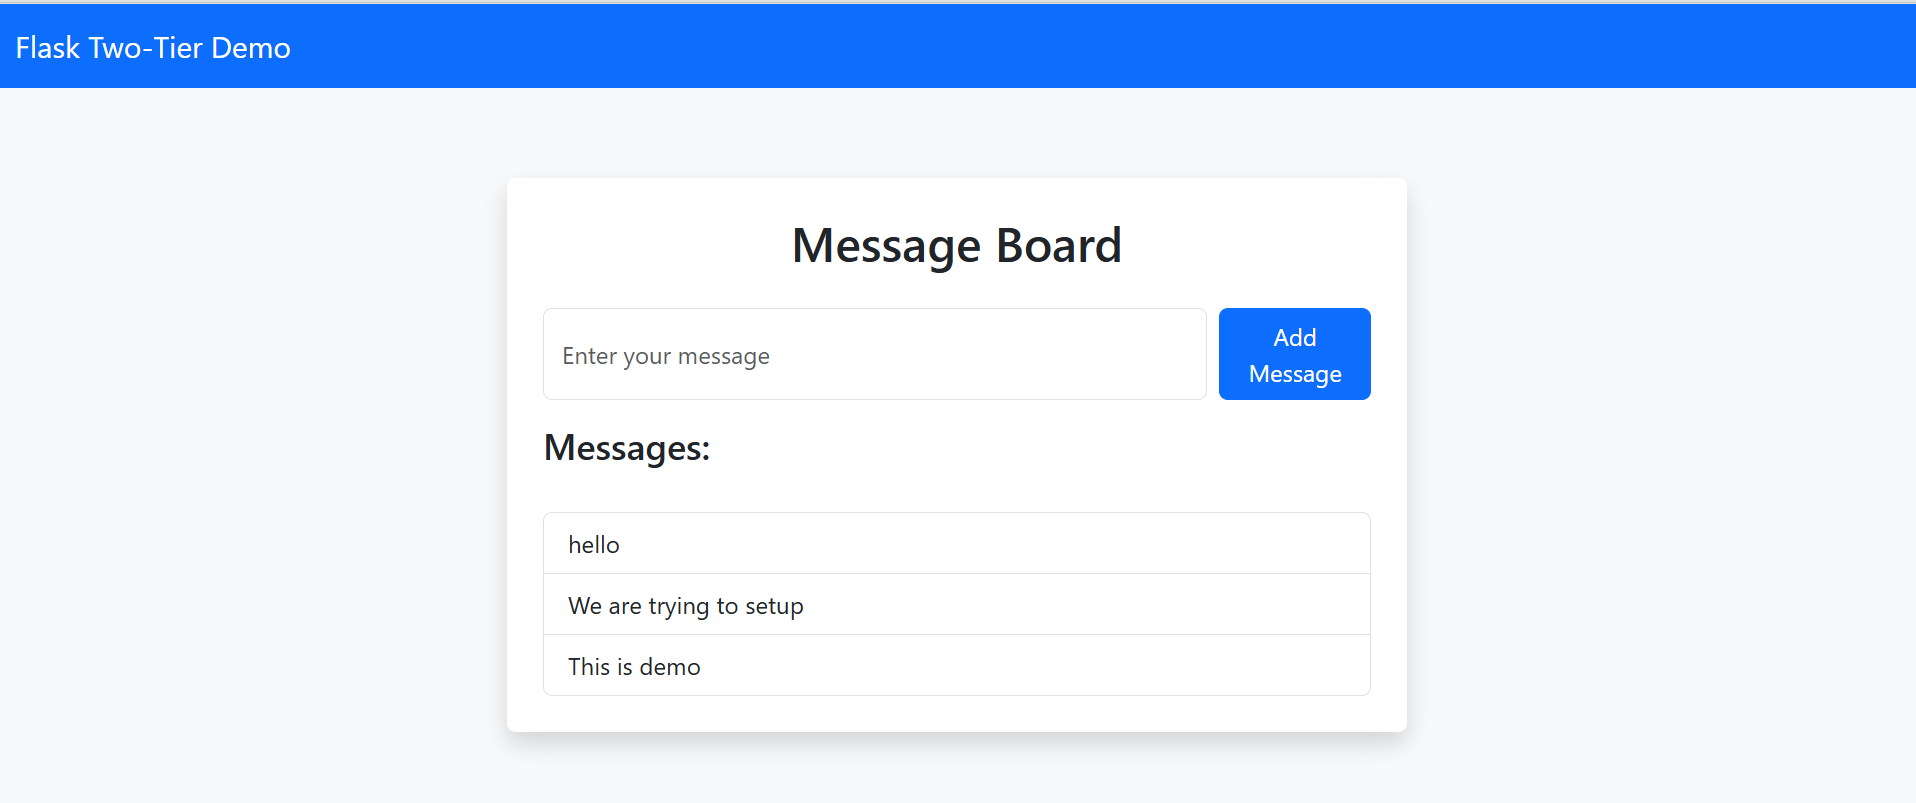 Flask Two-Tier Demo
Message Board
Enter your message
Add
Message
Messages:
hello
We are trying to setup
This is demo